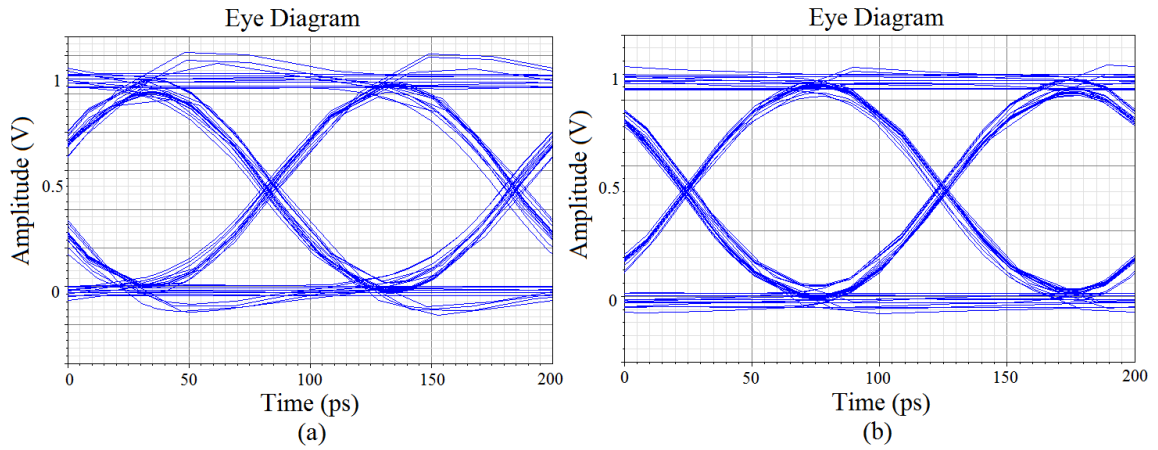 Eye Diagram
Amplitude (V)
1
0.5
0
0 50 100 150 200
Time (ps)
(a)
Eye Diagram
Amplitude (V)
1
0.5
0
0 50 100 150 200
Time (ps)
(b)